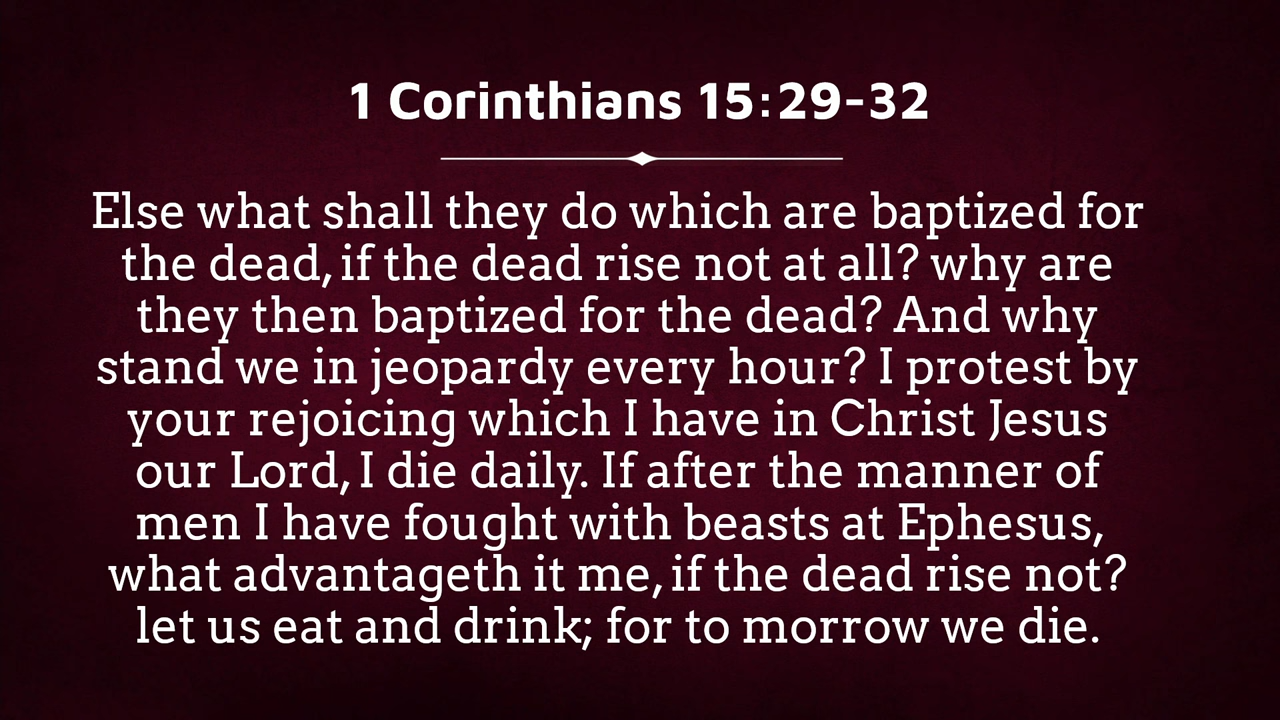 1 Corinthians 15:29-32
Else what shall they do which are baptized for
the dead, if the dead rise not at all? why are
they then baptized for the dead? And why
stand we in jeopardy every hour? I protest by
your rejoicing which I have in Christ Jesus
our Lord, I die daily. If after the manner of
men I have fought with beasts at Ephesus,
what advantageth it me, if the dead rise not?
let us eat and drink; for to morrow we die.